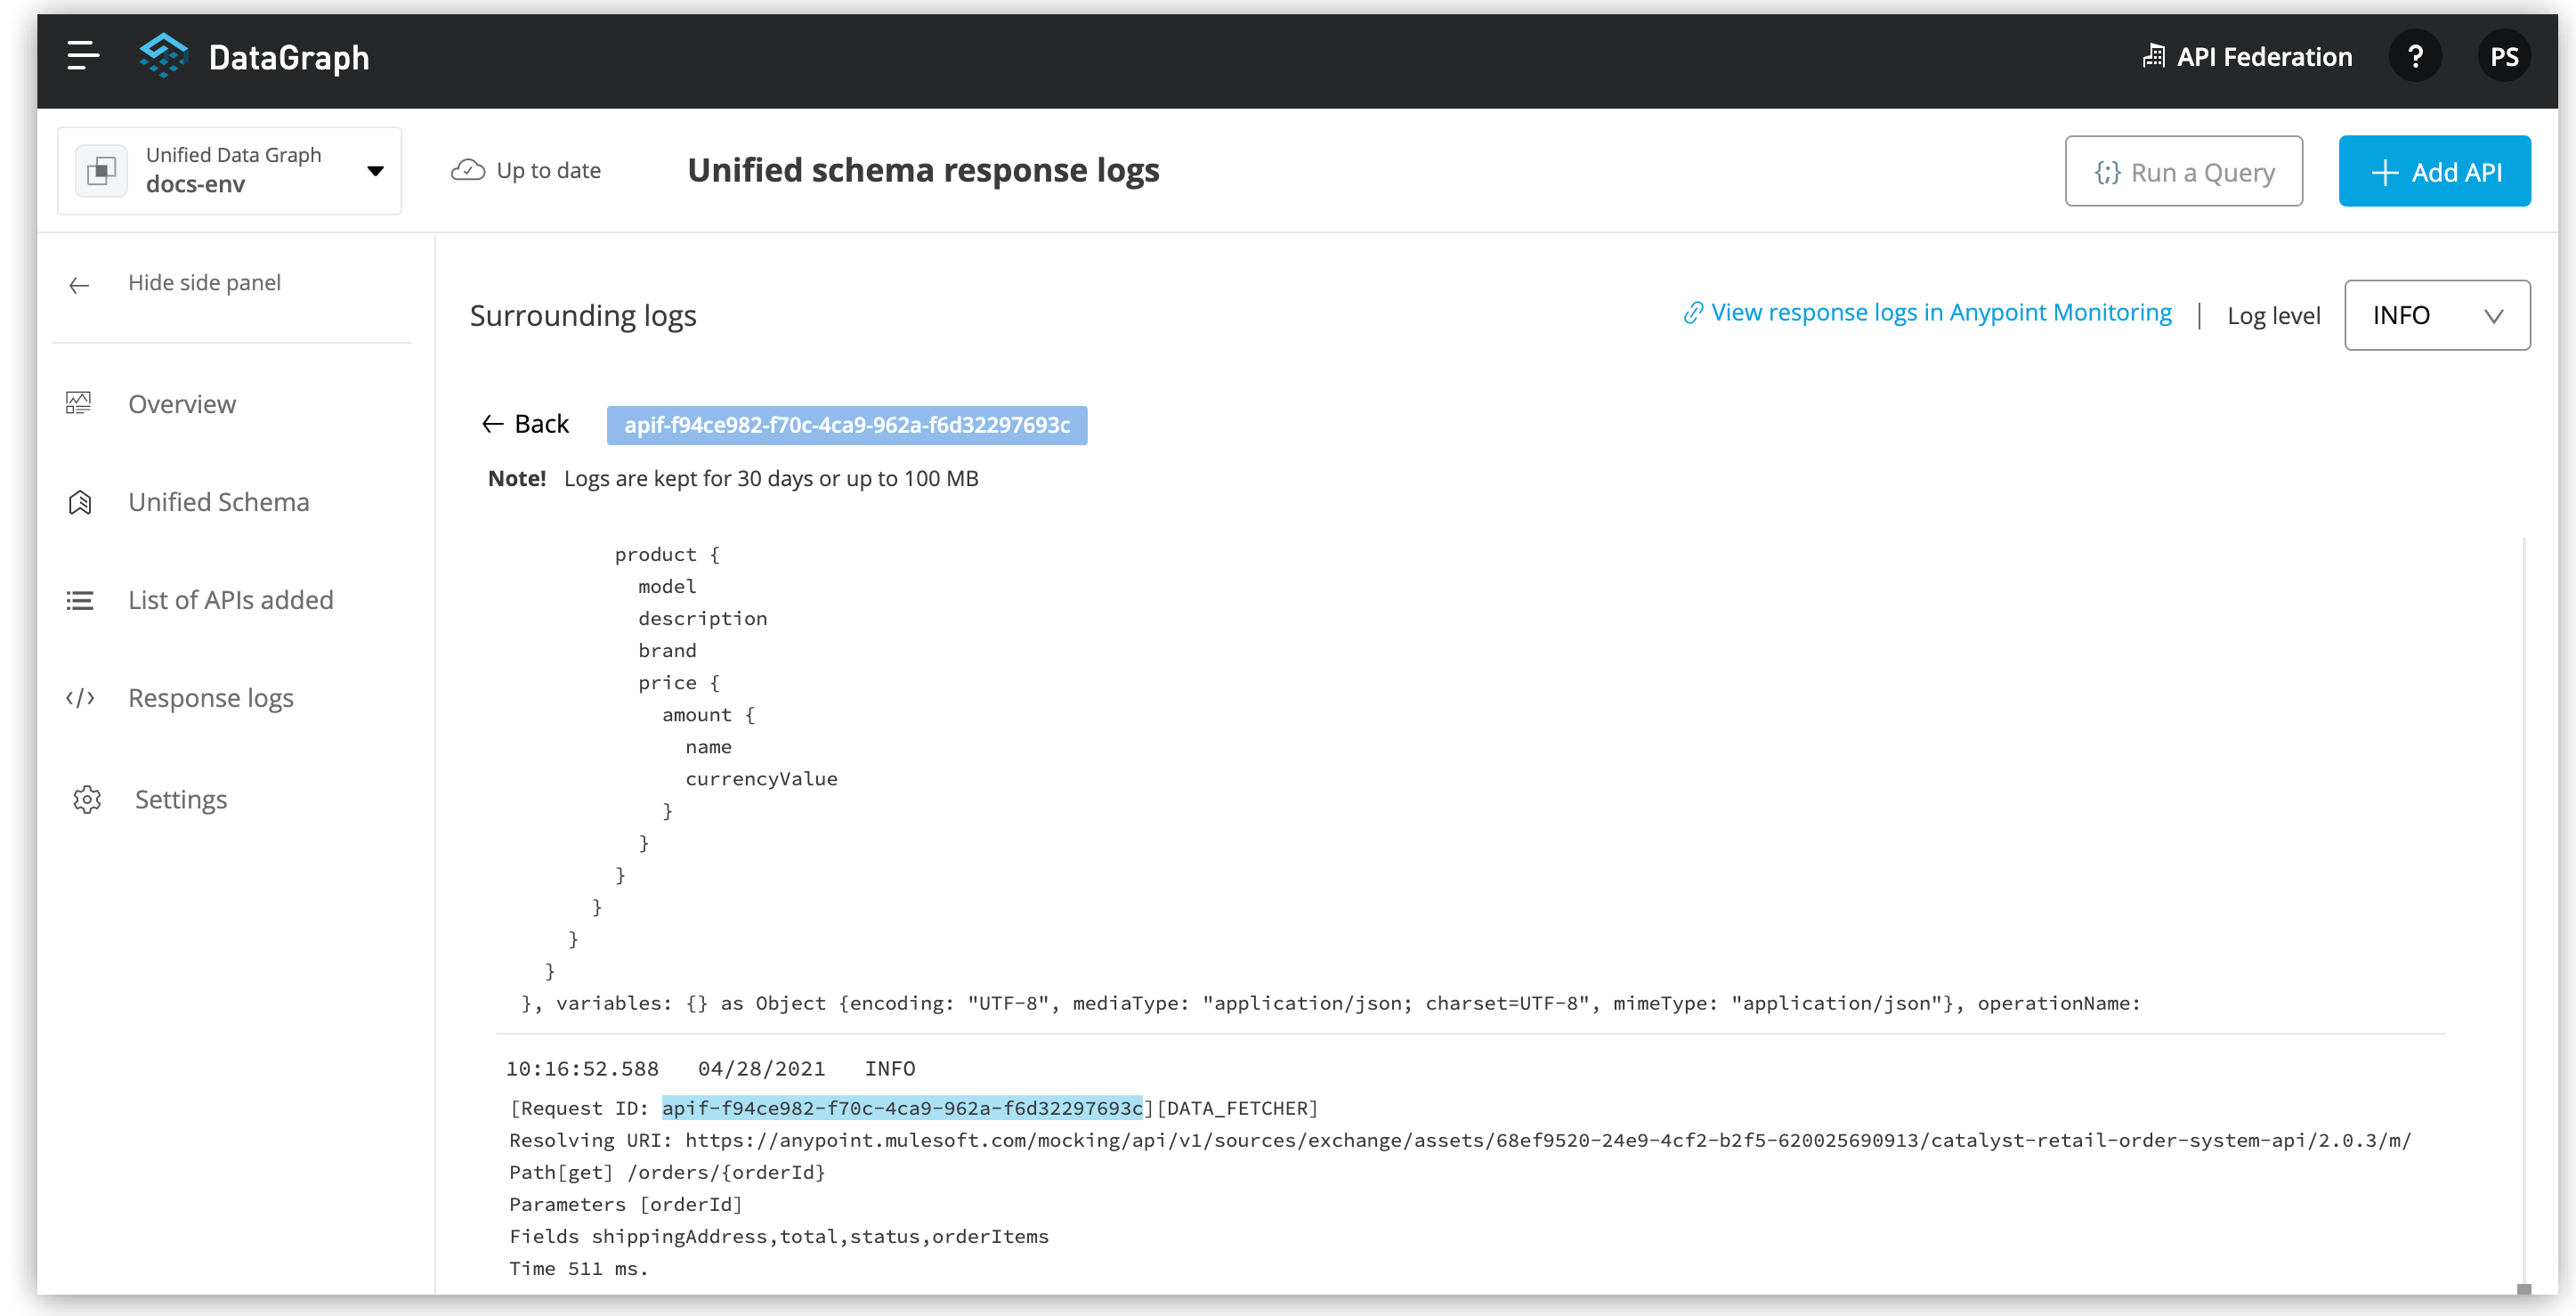 DataGraph
API Federation
?
PS
Unified Data Graph
docs-env
Up to date
Unified schema response logs
{;} Run a Query
+ Add API
Hide side panel
Overview
Unified Schema
List of APIs added
</> Response logs
Settings
Surrounding logs
View response logs in Anypoint Monitoring | Log level INFO
← Back apif-f94ce982-f70c-4ca9-962a-f6d32297693c
Note! Logs are kept for 30 days or up to 100 MB
product {
model
description
brand
price {
amount {
name
currencyValue
}
}
}
}
}
}
}, variables: {} as Object {encoding: "UTF-8", mediaType: "application/json; charset=UTF-8", mimeType: "application/json"}, operationName:
10:16:52.588 04/28/2021 INFO
[Request ID: apif-f94ce982-f70c-4ca9-962a-f6d32297693c][DATA_FETCHER]
Resolving URI: https://anypoint.mulesoft.com/mocking/api/v1/sources/exchange/assets/68ef9520-24e9-4cf2-b2f5-620025690913/catalyst-retail-order-system-api/2.0.3/m/
Path[get] /orders/{orderId}
Parameters [orderId]
Fields shippingAddress,total,status,orderItems
Time 511 ms.